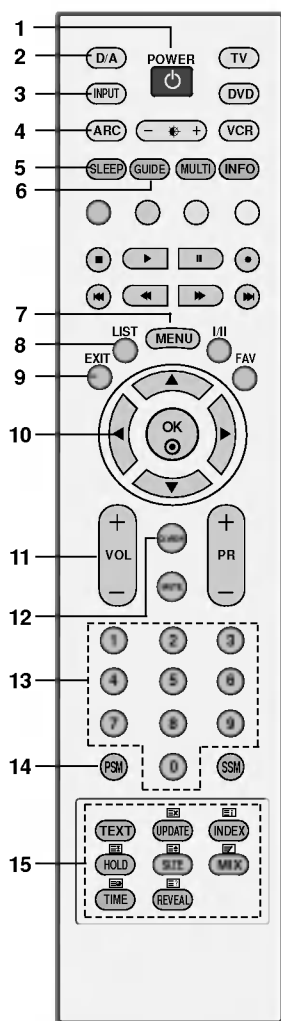 1
2 D/A POWER TV
3 INPUT DVD
4 ARC - + VCR
5 SLEEP GUIDE MULTI INFO
6
7
8 LIST MENU I/II
9 EXIT FAV
10 OK
11 + VOL - + PR -
12
13 1 2 3
4 5 6
7 8 9
14 PSM 0 SSM
15 TEXT UPDATE INDEX
HOLD SIZE MIX
TIME REVEAL